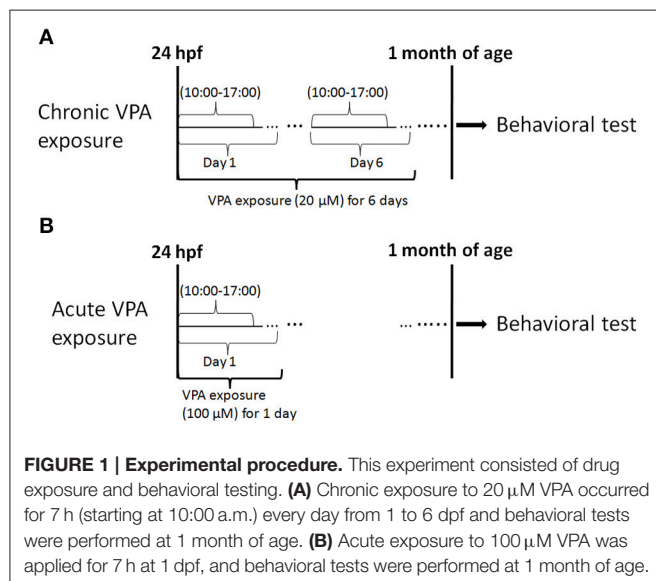 A
24 hpf
1 month of age
(10:00-17:00)
(10:00-17:00)
Chronic VPA
exposure
... ... ... .....
Behavioral test
Day 1
Day 6
VPA exposure (20 μM) for 6 days
B
24 hpf
1 month of age
(10:00-17:00)
Acute VPA
exposure
... ... ... .....
Behavioral test
Day 1
VPA exposure
(100 μM) for 1 day
FIGURE 1 | Experimental procedure. This experiment consisted of drug
exposure and behavioral testing. (A) Chronic exposure to 20 μM VPA occurred
for 7 h (starting at 10:00 a.m.) every day from 1 to 6 dpf and behavioral tests
were performed at 1 month of age. (B) Acute exposure to 100 μM VPA was
applied for 7 h at 1 dpf, and behavioral tests were performed at 1 month of age.